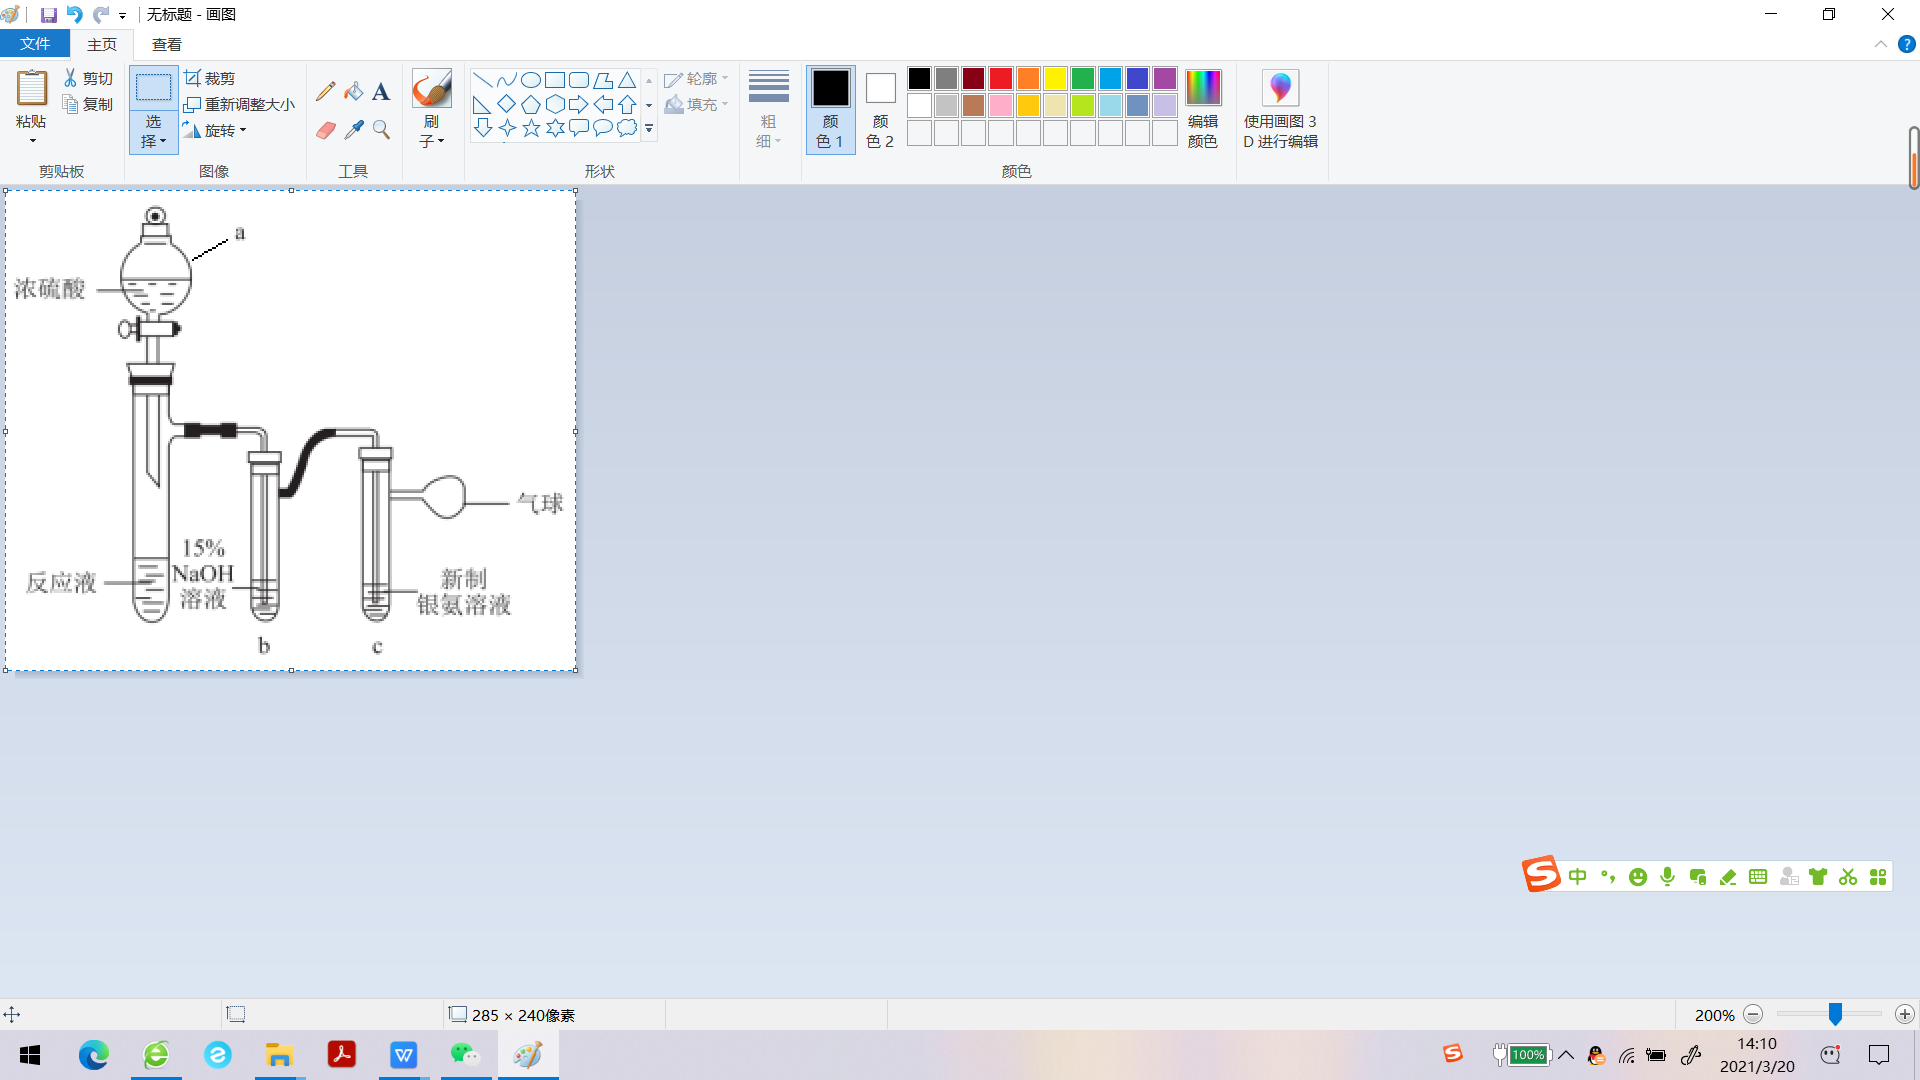 无标题 - 画图
文件 主页 查看
粘贴
剪切
复制
剪贴板
选择
裁剪
重新调整大小
旋转
图像
A
工具
刷子
形状
轮廓
填充
粗细
颜色 1
颜色 2
颜色
编辑颜色
使用画图 3
D 进行编辑
a
浓硫酸
气球
15%
NaOH
溶液
反应液
新制
银氨溶液
b
c
中
285 × 240像素
200%
100%
14:10
2021/3/20